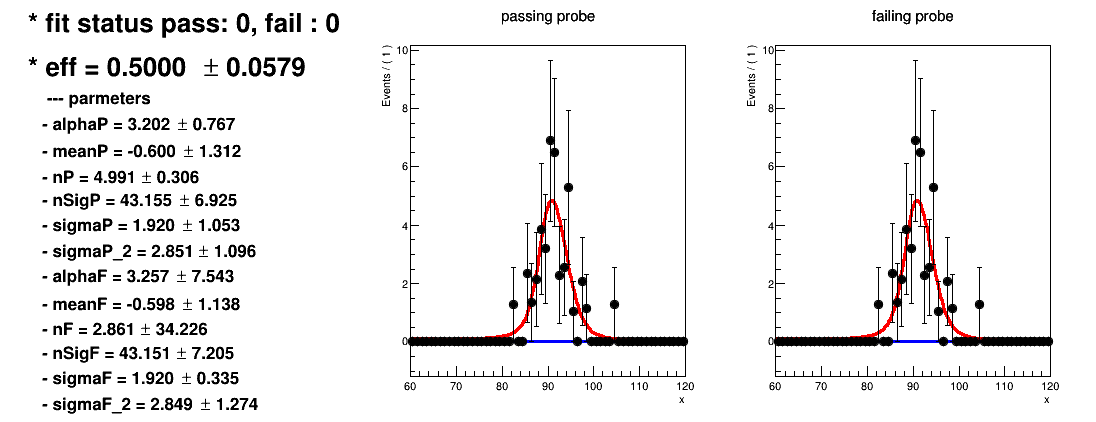 * fit status pass: 0, fail : 0
* eff = 0.5000 ± 0.0579
--- parmeters
- alphaP = 3.202 ± 0.767
- meanP = -0.600 ± 1.312
- nP = 4.991 ± 0.306
- nSigP = 43.155 ± 6.925
- sigmaP = 1.920 ± 1.053
- sigmaP_2 = 2.851 ± 1.096
- alphaF = 3.257 ± 7.543
- meanF = -0.598 ± 1.138
- nF = 2.861 ± 34.226
- nSigF = 43.151 ± 7.205
- sigmaF = 1.920 ± 0.335
- sigmaF_2 = 2.849 ± 1.274
passing probe
Events / ( 1 )
10
8
6
4
2
0
60 70 80 90 100 110 120
x
failing probe
Events / ( 1 )
10
8
6
4
2
0
60 70 80 90 100 110 120
x